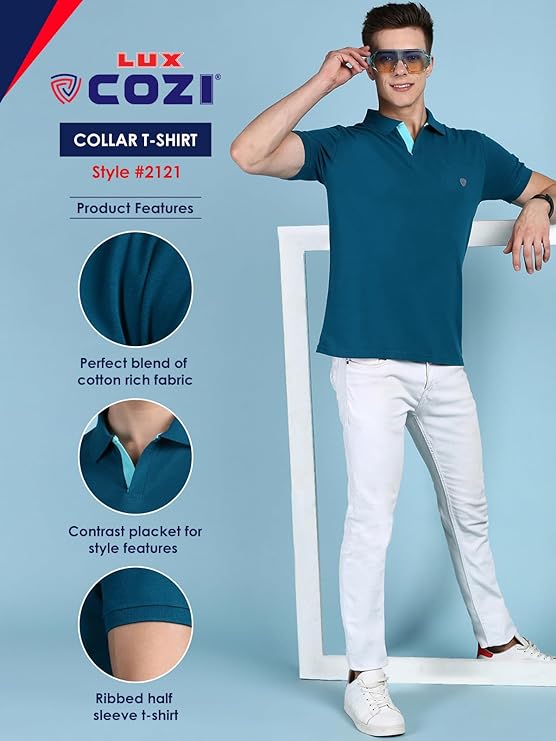 LUX
COZI®
COLLAR T-SHIRT
Style #2121
Product Features
Perfect blend of
cotton rich fabric
Contrast placket for
style features
Ribbed half
sleeve t-shirt